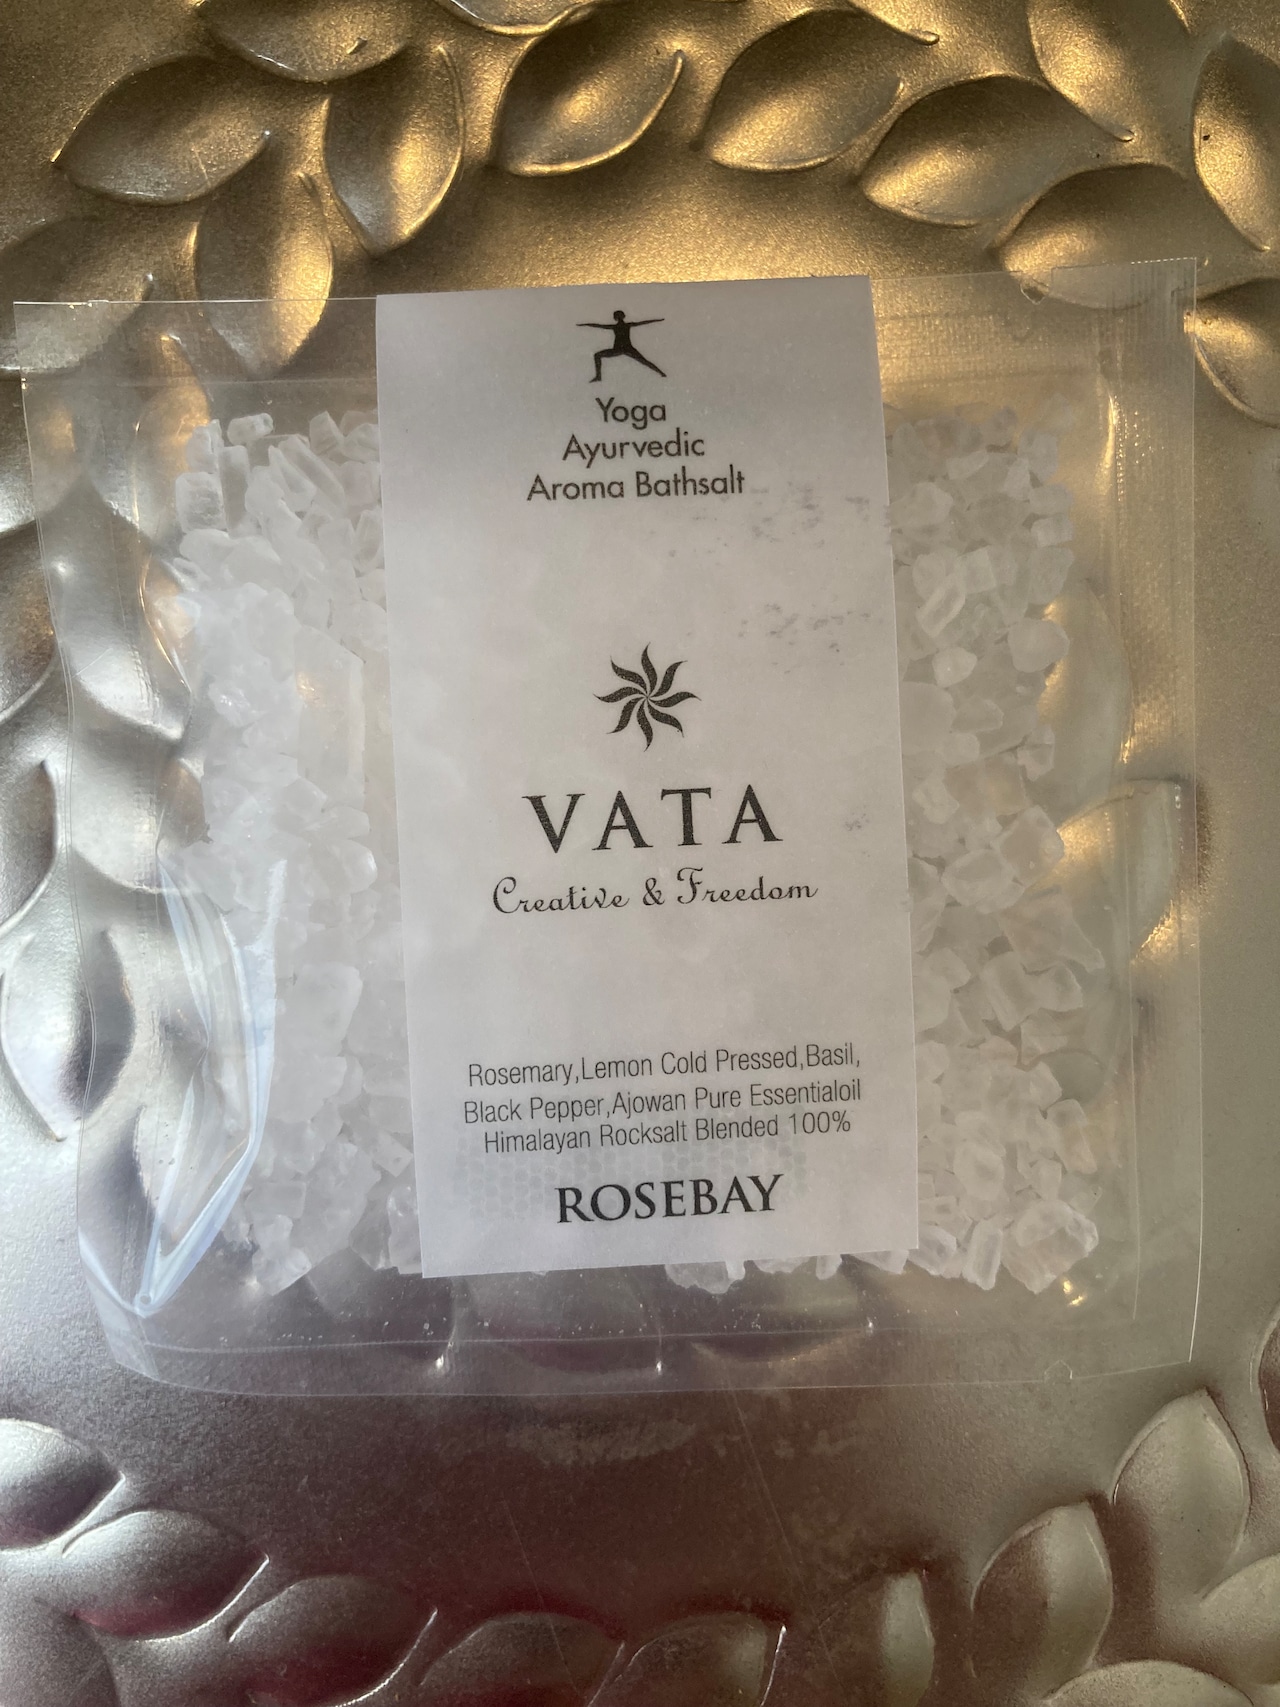 Yoga
Ayurvedic
Aroma Bathsalt
VATA
Creative & Freedom
Rosemary,Lemon Cold Pressed,Basil,
Black Pepper,Ajowan Pure Essentialoil
Himalayan Rocksalt Blended 100%
ROSEBAY